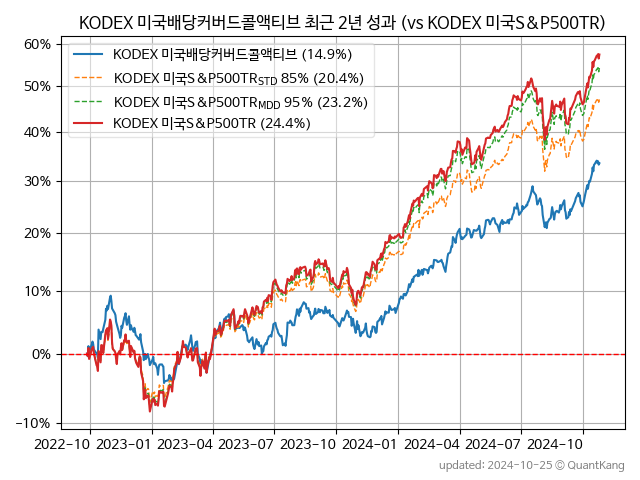 KODEX 미국배당커버드콜액티브 최근 2년 성과 (vs KODEX 미국S&P500TR)
KODEX 미국배당커버드콜액티브 (14.9%)
KODEX 미국S&P500TR_STD 85% (20.4%)
KODEX 미국S&P500TR_MDD 95% (23.2%)
KODEX 미국S&P500TR (24.4%)
60%
50%
40%
30%
20%
10%
0%
-10%
2022-10 2023-01 2023-04 2023-07 2023-10 2024-01 2024-04 2024-07 2024-10
updated: 2024-10-25 © QuantKang